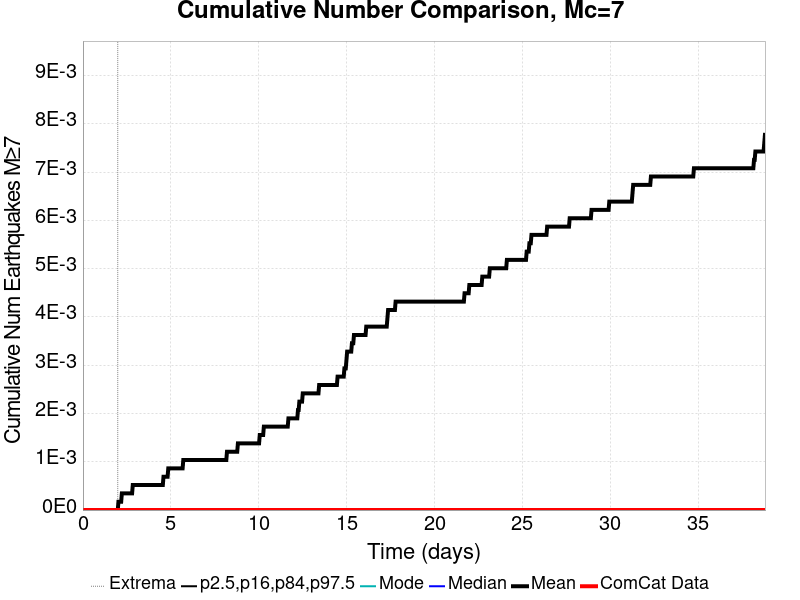 Cumulative Number Comparison, Mc=7
Cumulative Num Earthquakes M≥7
9E-3
8E-3
7E-3
6E-3
5E-3
4E-3
3E-3
2E-3
1E-3
0E0
0 5 10 15 20 25 30 35
Time (days)
Extrema p2.5,p16,p84,p97.5 Mode Median Mean ComCat Data